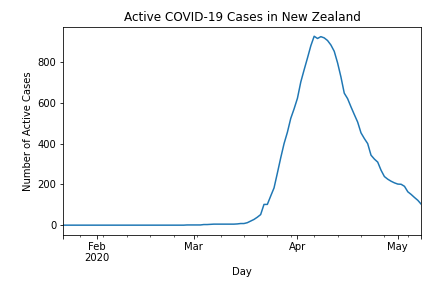 Active COVID-19 Cases in New Zealand
Number of Active Cases
800
600
400
200
0
Feb
2020
Mar
Apr
May
Day